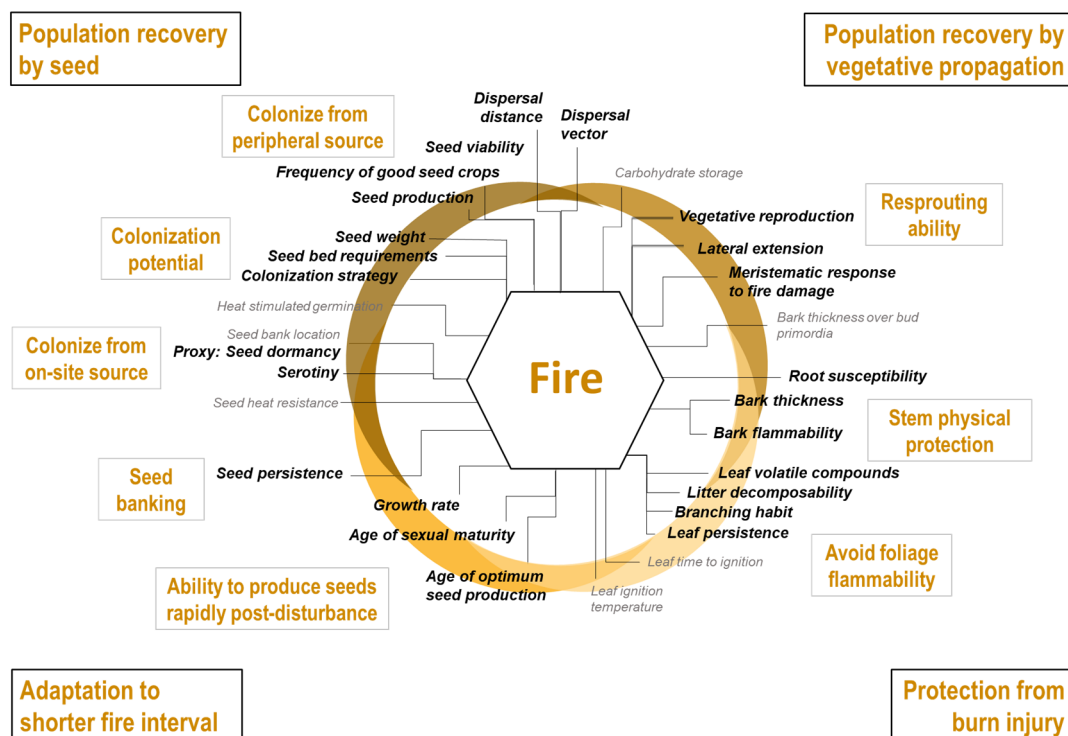 Population recovery
by seed
Population recovery by
vegetative propagation
Colonize from
peripheral source
Dispersal
distance
Dispersal
vector
Seed viability
Frequency of good seed crops
Seed production
Carbohydrate storage
Vegetative reproduction
Resprouting
ability
Colonization
potential
Seed weight
Seed bed requirements
Colonization strategy
Lateral extension
Meristematic response
to fire damage
Heat stimulated germination
Bark thickness over bud
primordia
Colonize from
on-site source
Seed bank location
Proxy: Seed dormancy
Serotiny
Seed heat resistance
Fire
Root susceptibility
Bark thickness
Bark flammability
Stem physical
protection
Seed
banking
Seed persistence
Growth rate
Age of sexual maturity
Leaf volatile compounds
Litter decomposability
Branching habit
Leaf persistence
Leaf time to ignition
Leaf ignition
temperature
Avoid foliage
flammability
Ability to produce seeds
rapidly post-disturbance
Age of optimum
seed production
Adaptation to
shorter fire interval
Protection from
burn injury